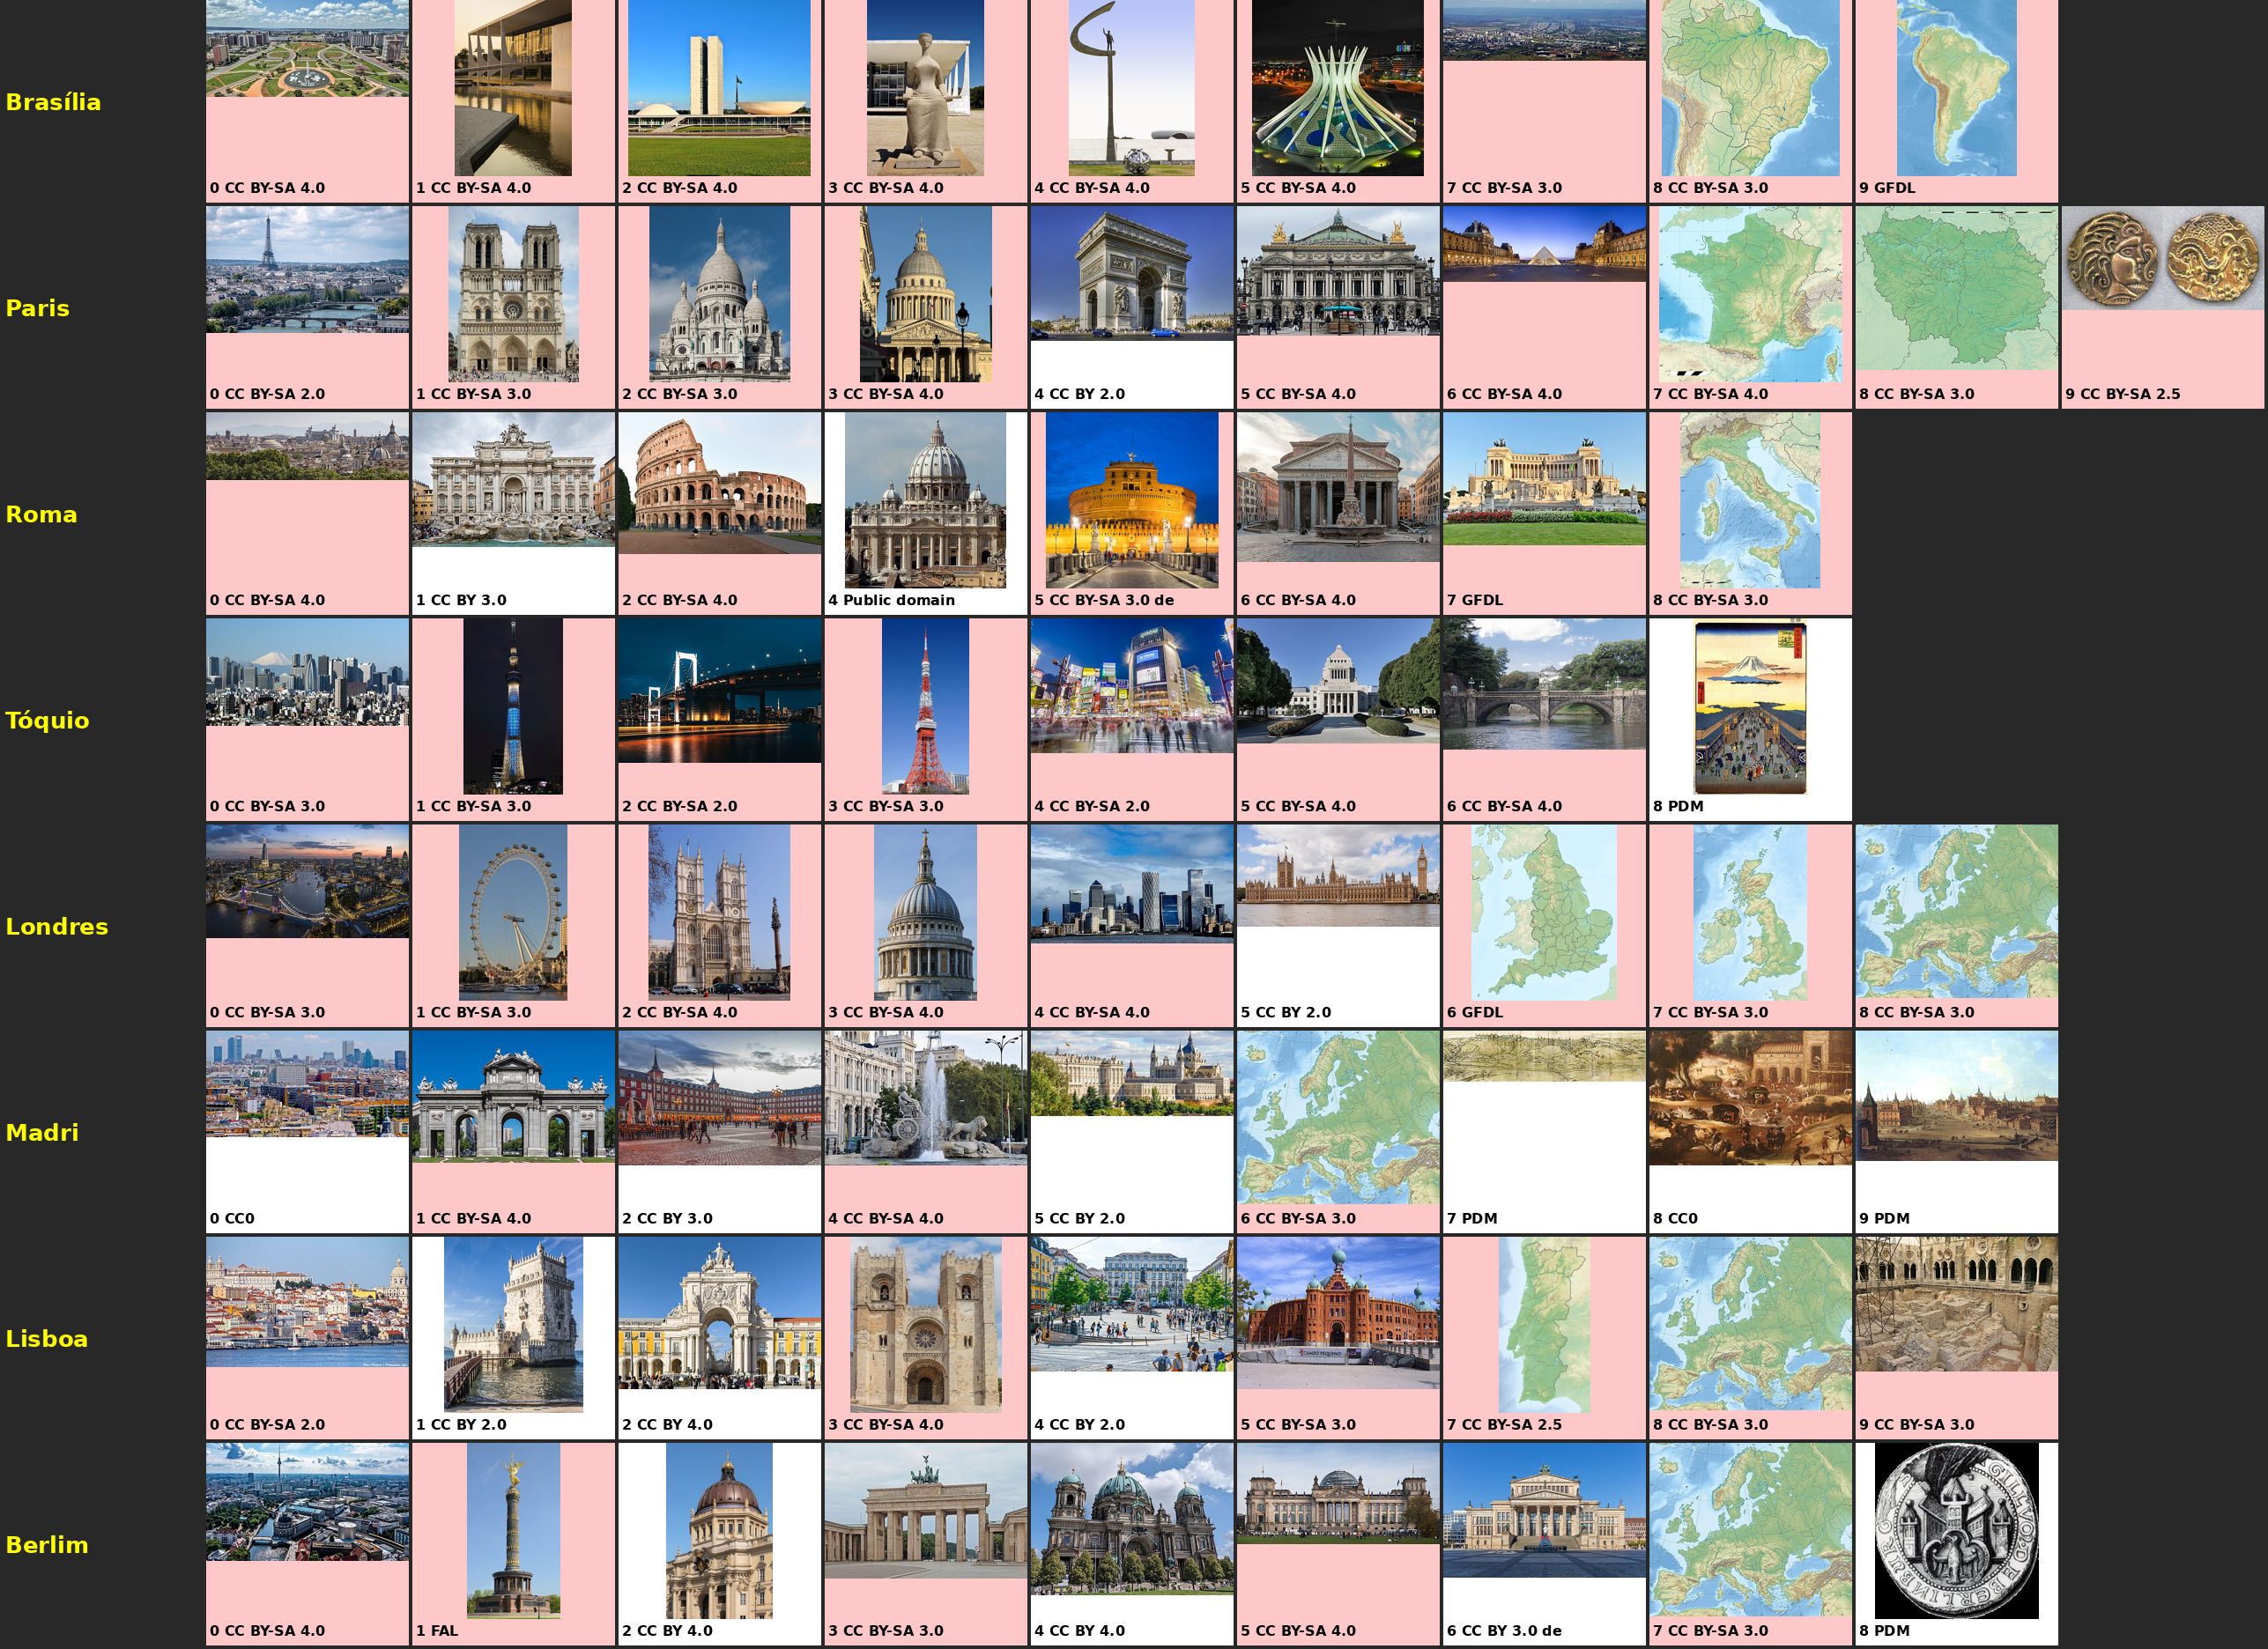 Brasília
0 CC BY-SA 4.0
1 CC BY-SA 4.0
2 CC BY-SA 4.0
3 CC BY-SA 4.0
4 CC BY-SA 4.0
5 CC BY-SA 4.0
7 CC BY-SA 3.0
8 CC BY-SA 3.0
9 GFDL
Paris
0 CC BY-SA 2.0
1 CC BY-SA 3.0
2 CC BY-SA 3.0
3 CC BY-SA 4.0
4 CC BY 2.0
5 CC BY-SA 4.0
6 CC BY-SA 4.0
7 CC BY-SA 4.0
8 CC BY-SA 3.0
9 CC BY-SA 2.5
Roma
0 CC BY-SA 4.0
1 CC BY 3.0
2 CC BY-SA 4.0
4 Public domain
5 CC BY-SA 3.0 de
6 CC BY-SA 4.0
7 GFDL
8 CC BY-SA 3.0
Tóquio
0 CC BY-SA 3.0
1 CC BY-SA 3.0
2 CC BY-SA 2.0
3 CC BY-SA 3.0
4 CC BY-SA 2.0
5 CC BY-SA 4.0
6 CC BY-SA 4.0
8 PDM
Londres
0 CC BY-SA 3.0
1 CC BY-SA 3.0
2 CC BY-SA 4.0
3 CC BY-SA 4.0
4 CC BY-SA 4.0
5 CC BY 2.0
6 GFDL
7 CC BY-SA 3.0
8 CC BY-SA 3.0
Madri
0 CC0
1 CC BY-SA 4.0
2 CC BY 3.0
4 CC BY-SA 4.0
5 CC BY 2.0
6 CC BY-SA 3.0
7 PDM
8 CC0
9 PDM
Lisboa
CAMPO PEQUENO
0 CC BY-SA 2.0
1 CC BY 2.0
2 CC BY 4.0
3 CC BY-SA 4.0
4 CC BY 2.0
5 CC BY-SA 3.0
7 CC BY-SA 2.5
8 CC BY-SA 3.0
9 CC BY-SA 3.0
Berlim
0 CC BY-SA 4.0
1 FAL
2 CC BY 4.0
3 CC BY-SA 3.0
4 CC BY 4.0
5 CC BY-SA 4.0
6 CC BY 3.0 de
7 CC BY-SA 3.0
8 PDM